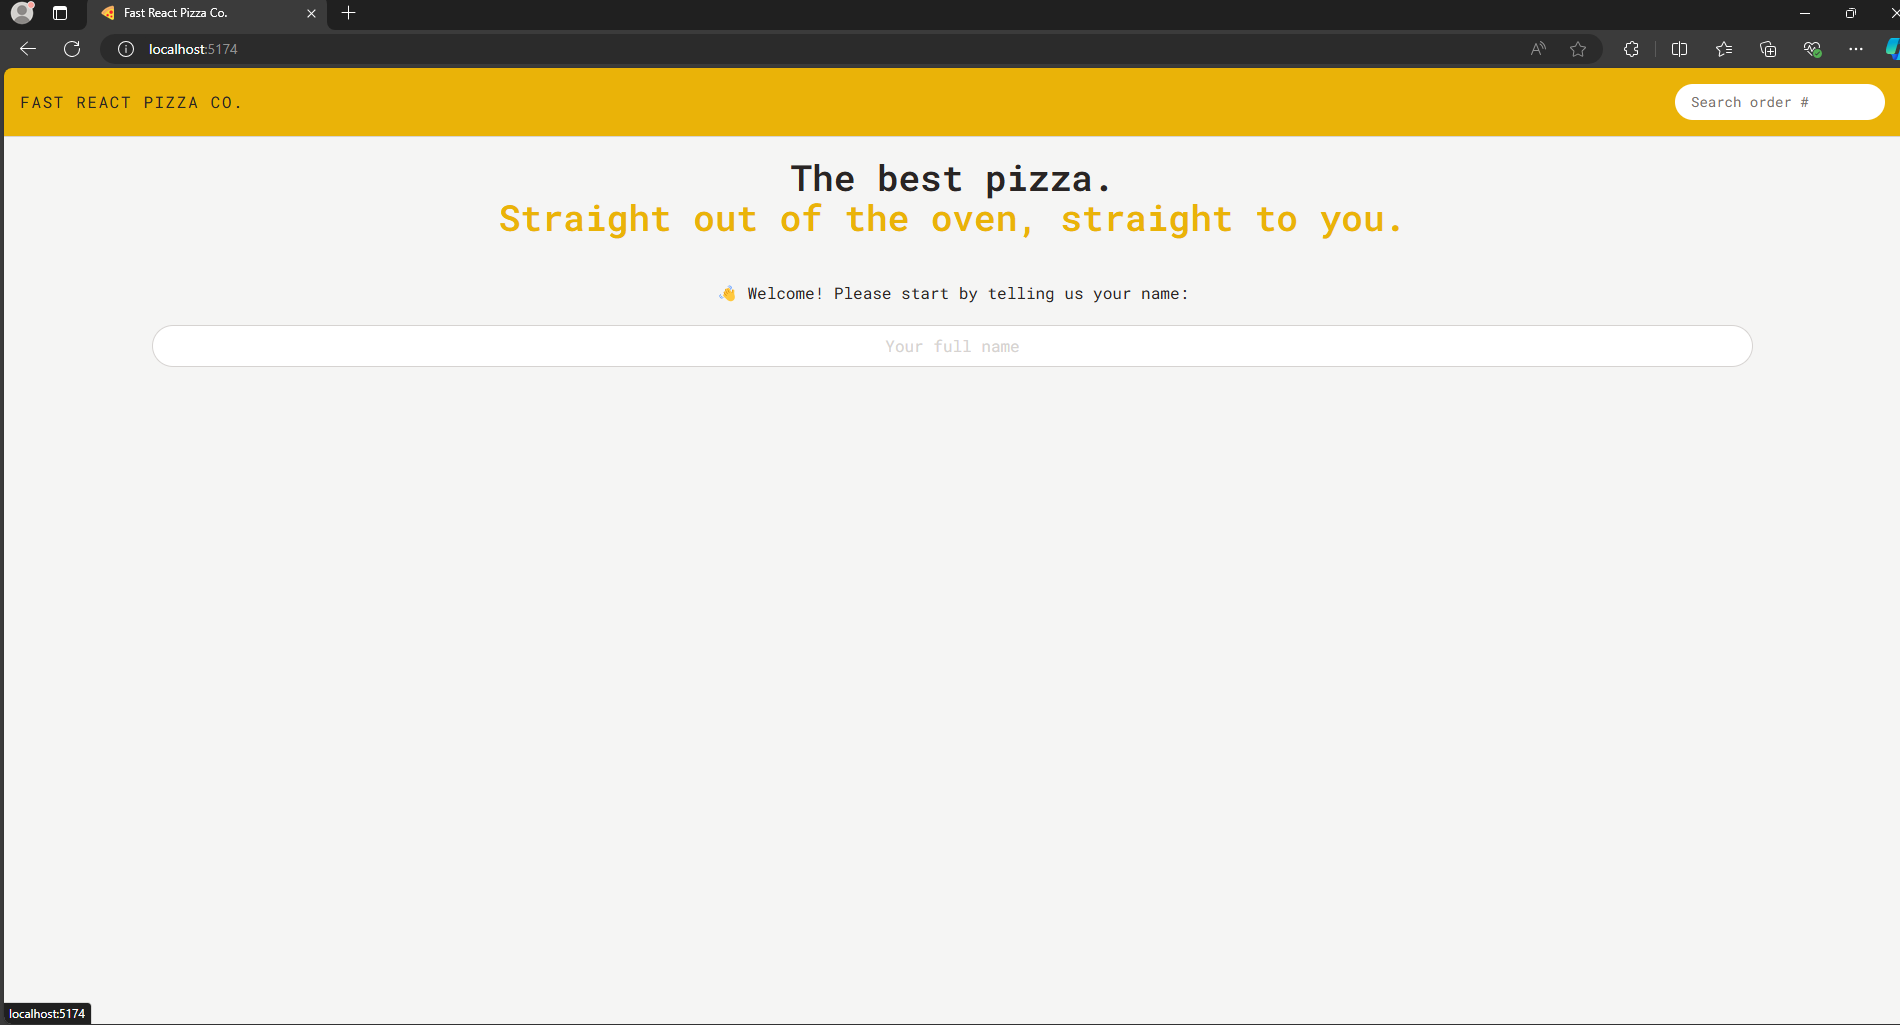 Fast React Pizza Co.
localhost:5174
FAST REACT PIZZA CO.
Search order #
The best pizza.
Straight out of the oven, straight to you.
👋 Welcome! Please start by telling us your name:
Your full name
localhost:5174